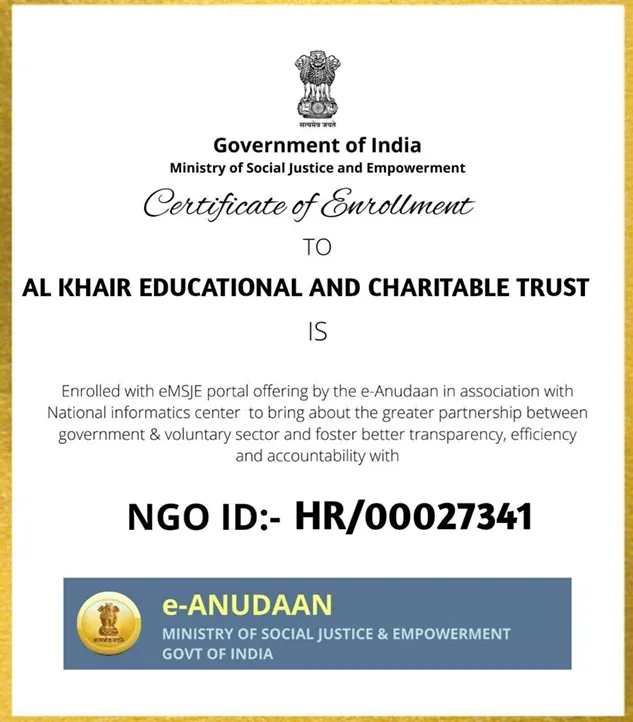 सत्यमेव जयते
Government of India
Ministry of Social Justice and Empowerment
Certificate of Enrollment
TO
AL KHAIR EDUCATIONAL AND CHARITABLE TRUST
IS
Enrolled with eMSJE portal offering by the e-Anudaan in association with
National informatics center to bring about the greater partnership between
government & voluntary sector and foster better transparency, efficiency
and accountability with
NGO ID:- HR/00027341
सत्यमेव जयते
e-ANUDAAN
MINISTRY OF SOCIAL JUSTICE & EMPOWERMENT
GOVT OF INDIA